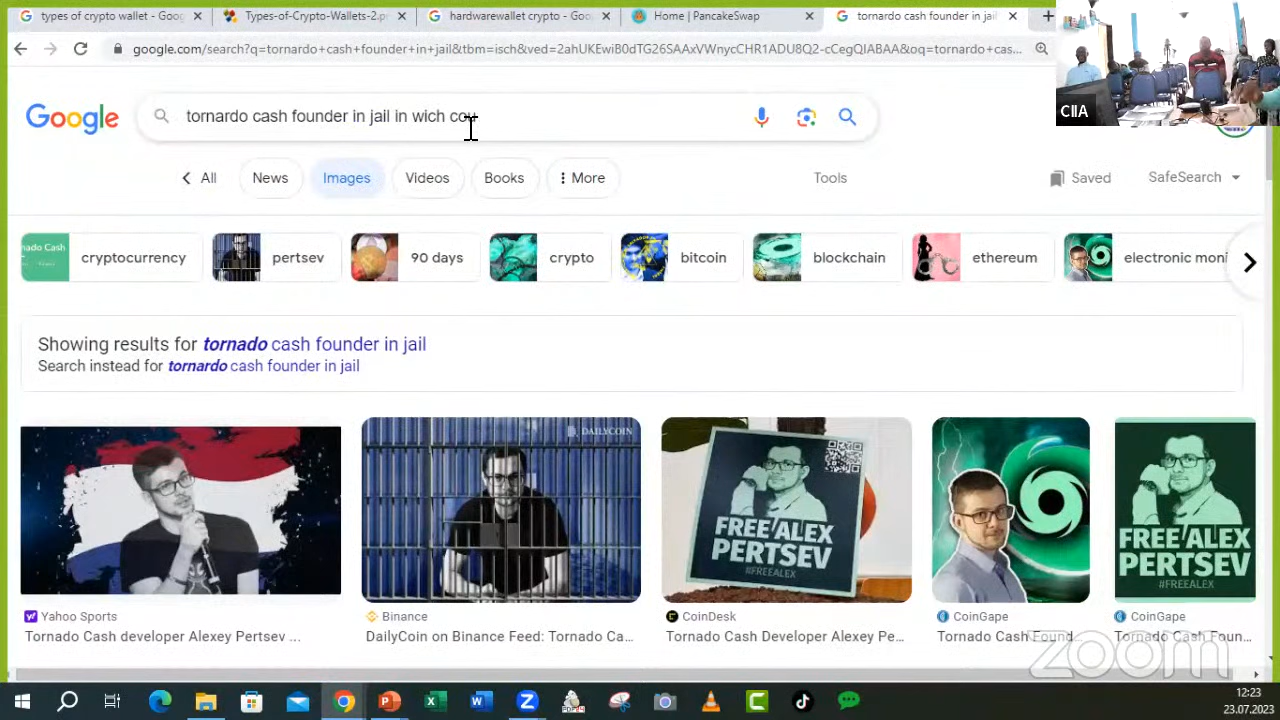 types of crypto wallet - Goog
Types-of-Crypto-Wallets-2.p
hardwarewallet crypto - Goo
Home | PancakeSwap
tornado cash founder in jail
google.com/search?q=tornardo+cash+founder+in+jail&tbm=isch&ved=2ahUKEwiB0dTG26SAAxVWnycCHR1ADU8Q2-cCegQIABAA&oq=tornardo+cas...
CIIA
Google
tornardo cash founder in jail in wich cou
All
News
Images
Videos
Books
More
Tools
Saved
SafeSearch
nado Cash
cryptocurrency
pertsev
90 days
crypto
bitcoin
blockchain
ethereum
electronic moni
Showing results for tornado cash founder in jail
Search instead for tornardo cash founder in jail
DAILYCOIN
FREE ALEX
PERTSEV
#FREEALEX
FREE ALEX
PERTSEV
#FREEALEX
Yahoo Sports
Tornado Cash developer Alexey Pertsev ...
Binance
DailyCoin on Binance Feed: Tornado Ca...
CoinDesk
Tornado Cash Developer Alexey Pe...
CoinGape
Tornado Cash Found
CoinGape
Tornado Cash Foun...
zoom
12:23
23.07.2023